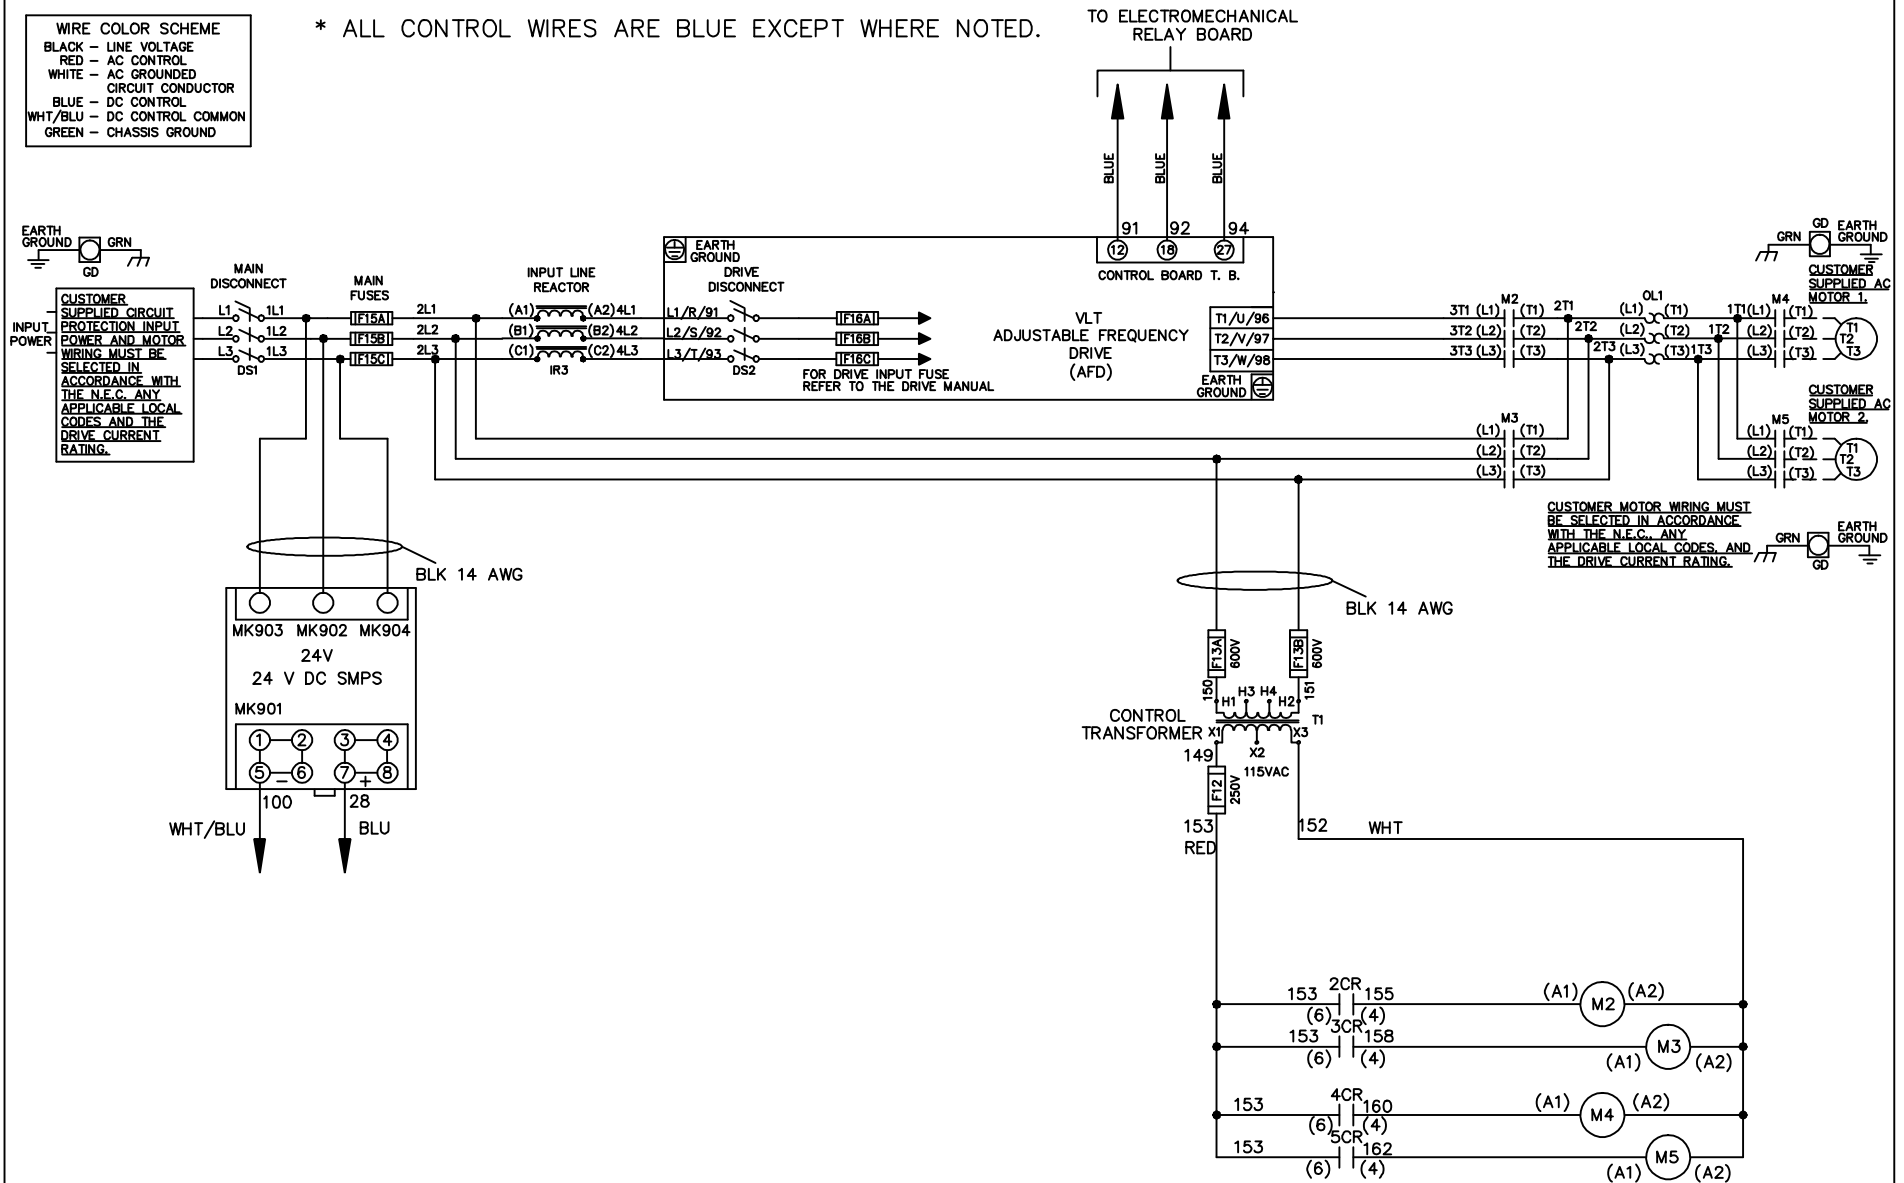 WIRE COLOR SCHEME
BLACK – LINE VOLTAGE
RED – AC CONTROL
WHITE – AC GROUNDED
CIRCUIT CONDUCTOR
BLUE – DC CONTROL
WHT/BLU – DC CONTROL COMMON
GREEN – CHASSIS GROUND
* ALL CONTROL WIRES ARE BLUE EXCEPT WHERE NOTED.
TO ELECTROMECHANICAL
RELAY BOARD
BLUE
BLUE
BLUE
91 92 94
12 18 27
CONTROL BOARD T. B.
EARTH
GROUND
GRN
GD
INPUT
POWER
CUSTOMER
SUPPLIED CIRCUIT
PROTECTION INPUT
POWER AND MOTOR
WIRING MUST BE
SELECTED IN
ACCORDANCE WITH
THE N.E.C. ANY
APPLICABLE LOCAL
CODES AND THE
DRIVE CURRENT
RATING.
MAIN
DISCONNECT
L1 1L1
L2 1L2
L3 1L3
DS1
MAIN
FUSES
F15A
F15B
F15C
2L1
2L2
2L3
INPUT LINE
REACTOR
(A1) (A2) 4L1
(B1) (B2) 4L2
(C1) (C2) 4L3
IR3
EARTH
GROUND
DRIVE
DISCONNECT
L1/R/91
L2/S/92
L3/T/93
DS2
F16A
F16B
F16C
FOR DRIVE INPUT FUSE
REFER TO THE DRIVE MANUAL
VLT
ADJUSTABLE FREQUENCY
DRIVE
(AFD)
T1/U/96
T2/V/97
T3/W/98
EARTH
GROUND
M2
3T1 (L1) (T1) 2T1
3T2 (L2) (T2) 2T2
3T3 (L3) (T3) 2T3
OL1
(L1) (T1) 1T1
(L2) (T2) 1T2
(L3) (T3) 1T3
M4
(L1) (T1)
(L2) (T2)
(L3) (T3)
T1
T2
T3
GD
GRN
EARTH
GROUND
CUSTOMER
SUPPLIED AC
MOTOR 1.
M3
(L1) (T1)
(L2) (T2)
(L3) (T3)
M5
(L1) (T1)
(L2) (T2)
(L3) (T3)
T1
T2
T3
CUSTOMER
SUPPLIED AC
MOTOR 2.
CUSTOMER MOTOR WIRING MUST
BE SELECTED IN ACCORDANCE
WITH THE N.E.C., ANY
APPLICABLE LOCAL CODES, AND
THE DRIVE CURRENT RATING.
GRN
GD
EARTH
GROUND
BLK 14 AWG
MK903 MK902 MK904
24V
24 V DC SMPS
MK901
1 2 3 4
5 – 6 7 + 8
100 28
WHT/BLU BLU
BLK 14 AWG
F13A 600V
F13B 600V
150 151
H1 H3 H4 H2
T1
CONTROL
TRANSFORMER
X1 X2 X3
149
115VAC
F12 250V
153
RED
152 WHT
153 2CR 155 (A1) M2 (A2)
(6) (4)
153 3CR 158
(6) (4) (A1) M3 (A2)
153 4CR 160 (A1) M4 (A2)
(6) (4)
153 5CR 162
(6) (4) (A1) M5 (A2)